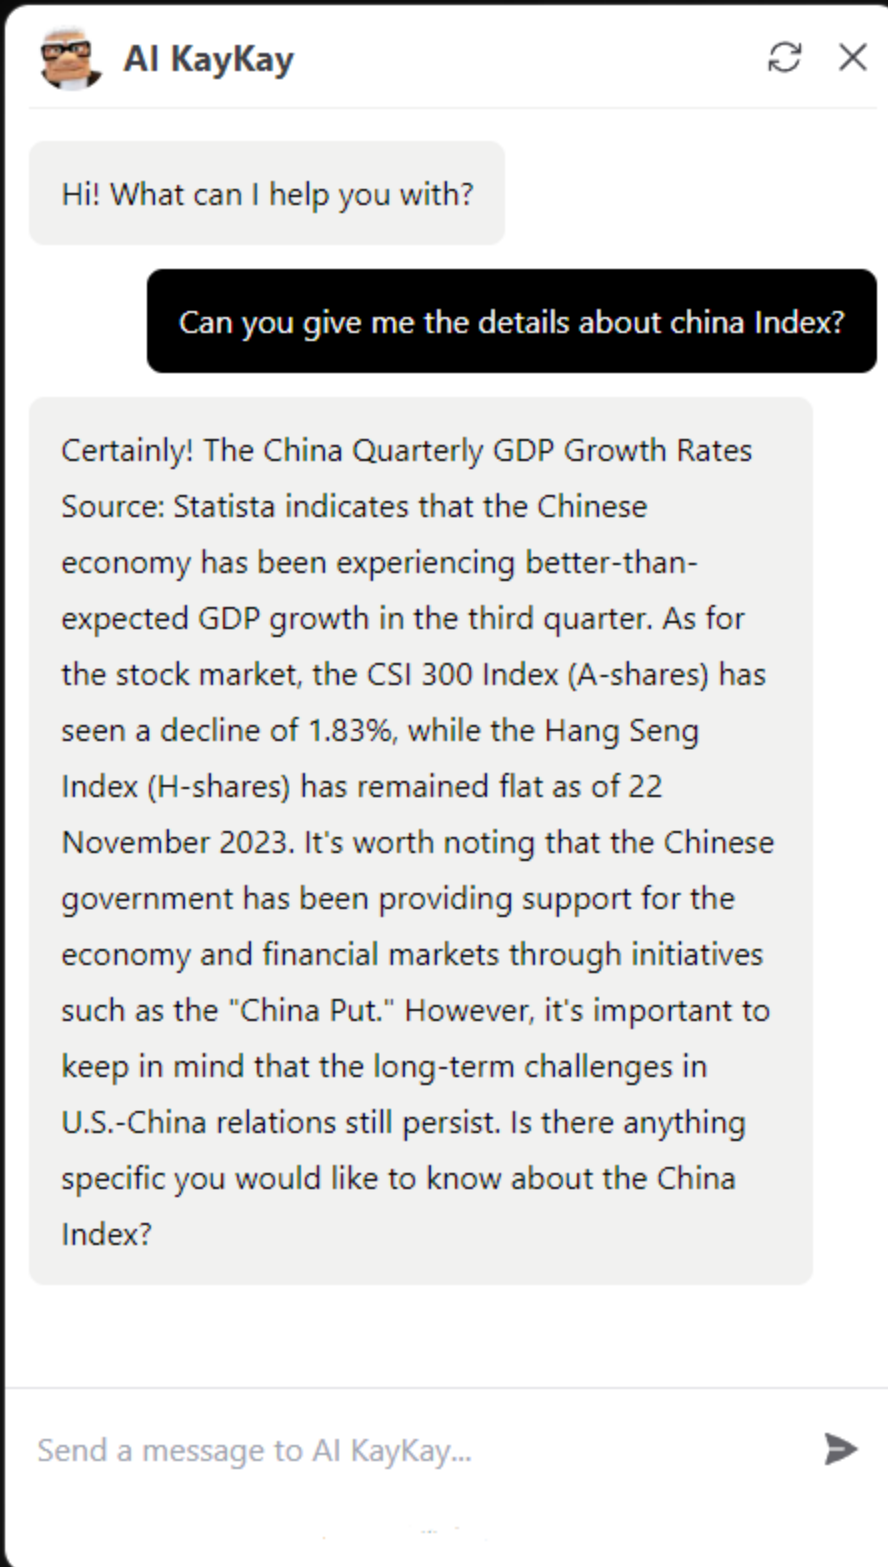 AI KayKay
Hi! What can I help you with?
Can you give me the details about china Index?
Certainly! The China Quarterly GDP Growth Rates
Source: Statista indicates that the Chinese
economy has been experiencing better-than-
expected GDP growth in the third quarter. As for
the stock market, the CSI 300 Index (A-shares) has
seen a decline of 1.83%, while the Hang Seng
Index (H-shares) has remained flat as of 22
November 2023. It's worth noting that the Chinese
government has been providing support for the
economy and financial markets through initiatives
such as the "China Put." However, it's important to
keep in mind that the long-term challenges in
U.S.-China relations still persist. Is there anything
specific you would like to know about the China
Index?
Send a message to AI KayKay...